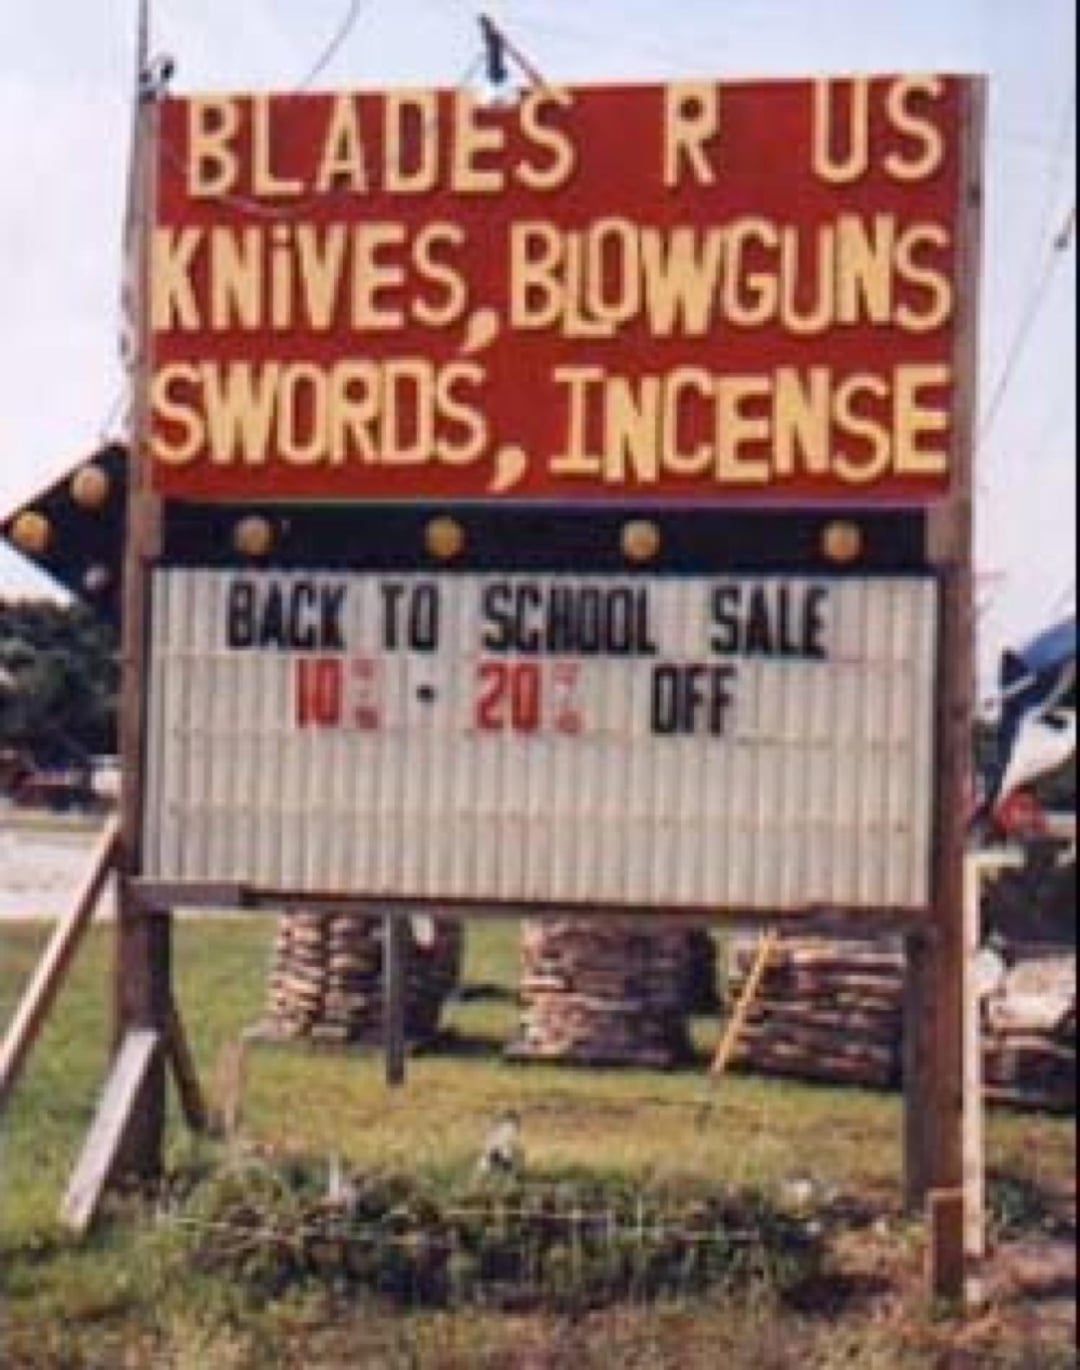 BLADES R US
KNiVES, BLOWGUNS
SWORDS, INCENSE
BACK TO SCHOOL SALE
10% - 20% OFF